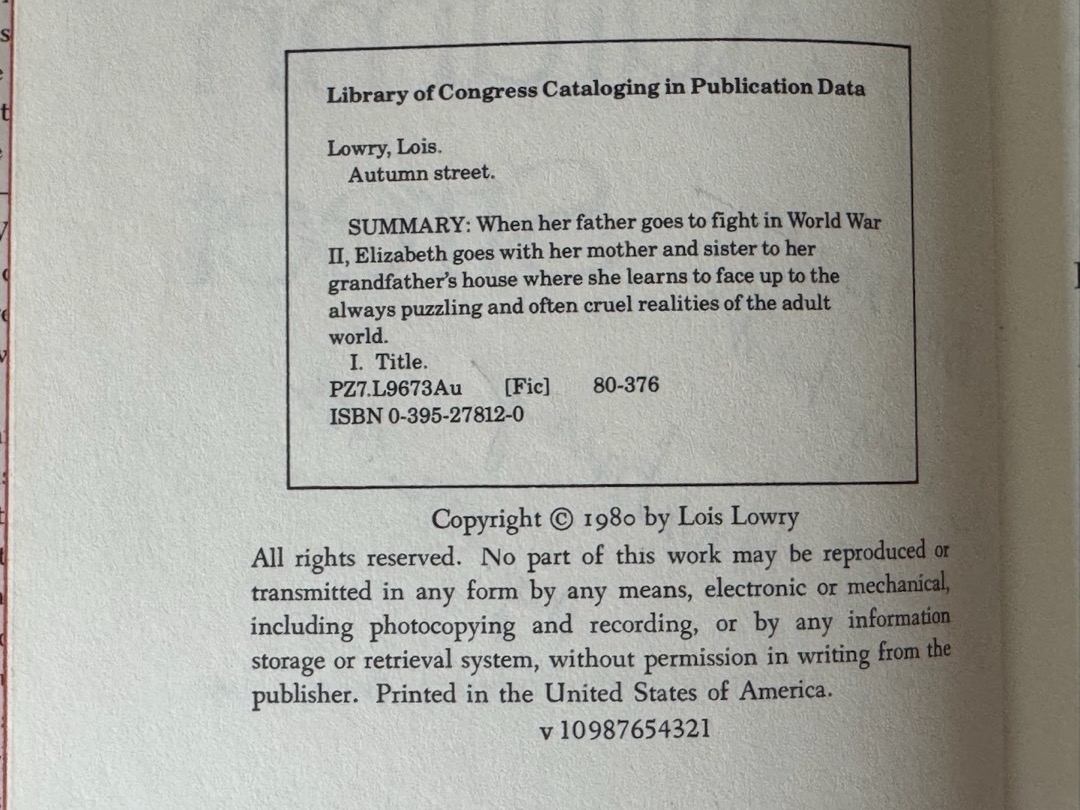 Library of Congress Cataloging in Publication Data
Lowry, Lois.
Autumn street.
SUMMARY: When her father goes to fight in World War
II, Elizabeth goes with her mother and sister to her
grandfather's house where she learns to face up to the
always puzzling and often cruel realities of the adult
world.
I. Title.
PZ7.L9673Au [Fic] 80-376
ISBN 0-395-27812-0
Copyright © 1980 by Lois Lowry
All rights reserved. No part of this work may be reproduced or
transmitted in any form by any means, electronic or mechanical,
including photocopying and recording, or by any information
storage or retrieval system, without permission in writing from the
publisher. Printed in the United States of America.
v 10987654321